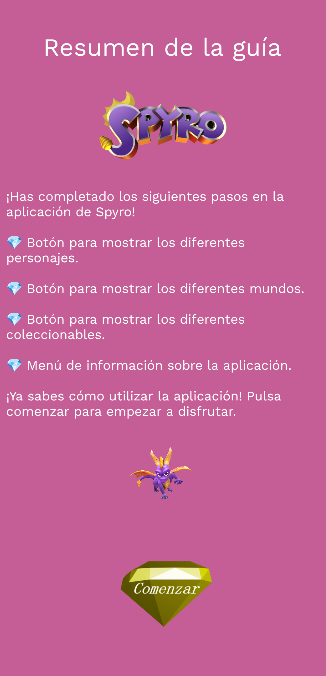 Resumen de la guía
SPYRO
¡Has completado los siguientes pasos en la
aplicación de Spyro!
💎 Botón para mostrar los diferentes
personajes.
💎 Botón para mostrar los diferentes mundos.
💎 Botón para mostrar los diferentes
coleccionables.
💎 Menú de información sobre la aplicación.
¡Ya sabes cómo utilizar la aplicación! Pulsa
comenzar para empezar a disfrutar.
Comenzar